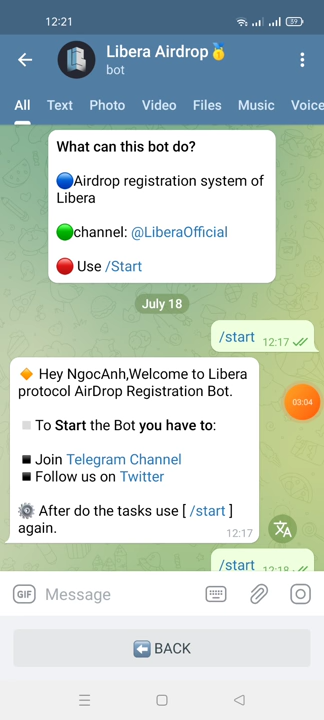 12:21
59
Libera Airdrop🥇
bot
All Text Photo Video Files Music Voice
What can this bot do?
🔵Airdrop registration system of
Libera
🟢channel: @LiberaOfficial
🔴 Use /Start
July 18
/start 12:17
🔸 Hey NgocAnh,Welcome to Libera
protocol AirDrop Registration Bot.
◽ To Start the Bot you have to:
▪ Join Telegram Channel
▪ Follow us on Twitter
⚙ After do the tasks use [ /start ]
again. 12:17
03:04
/start 12:18
GIF Message
⬅ BACK